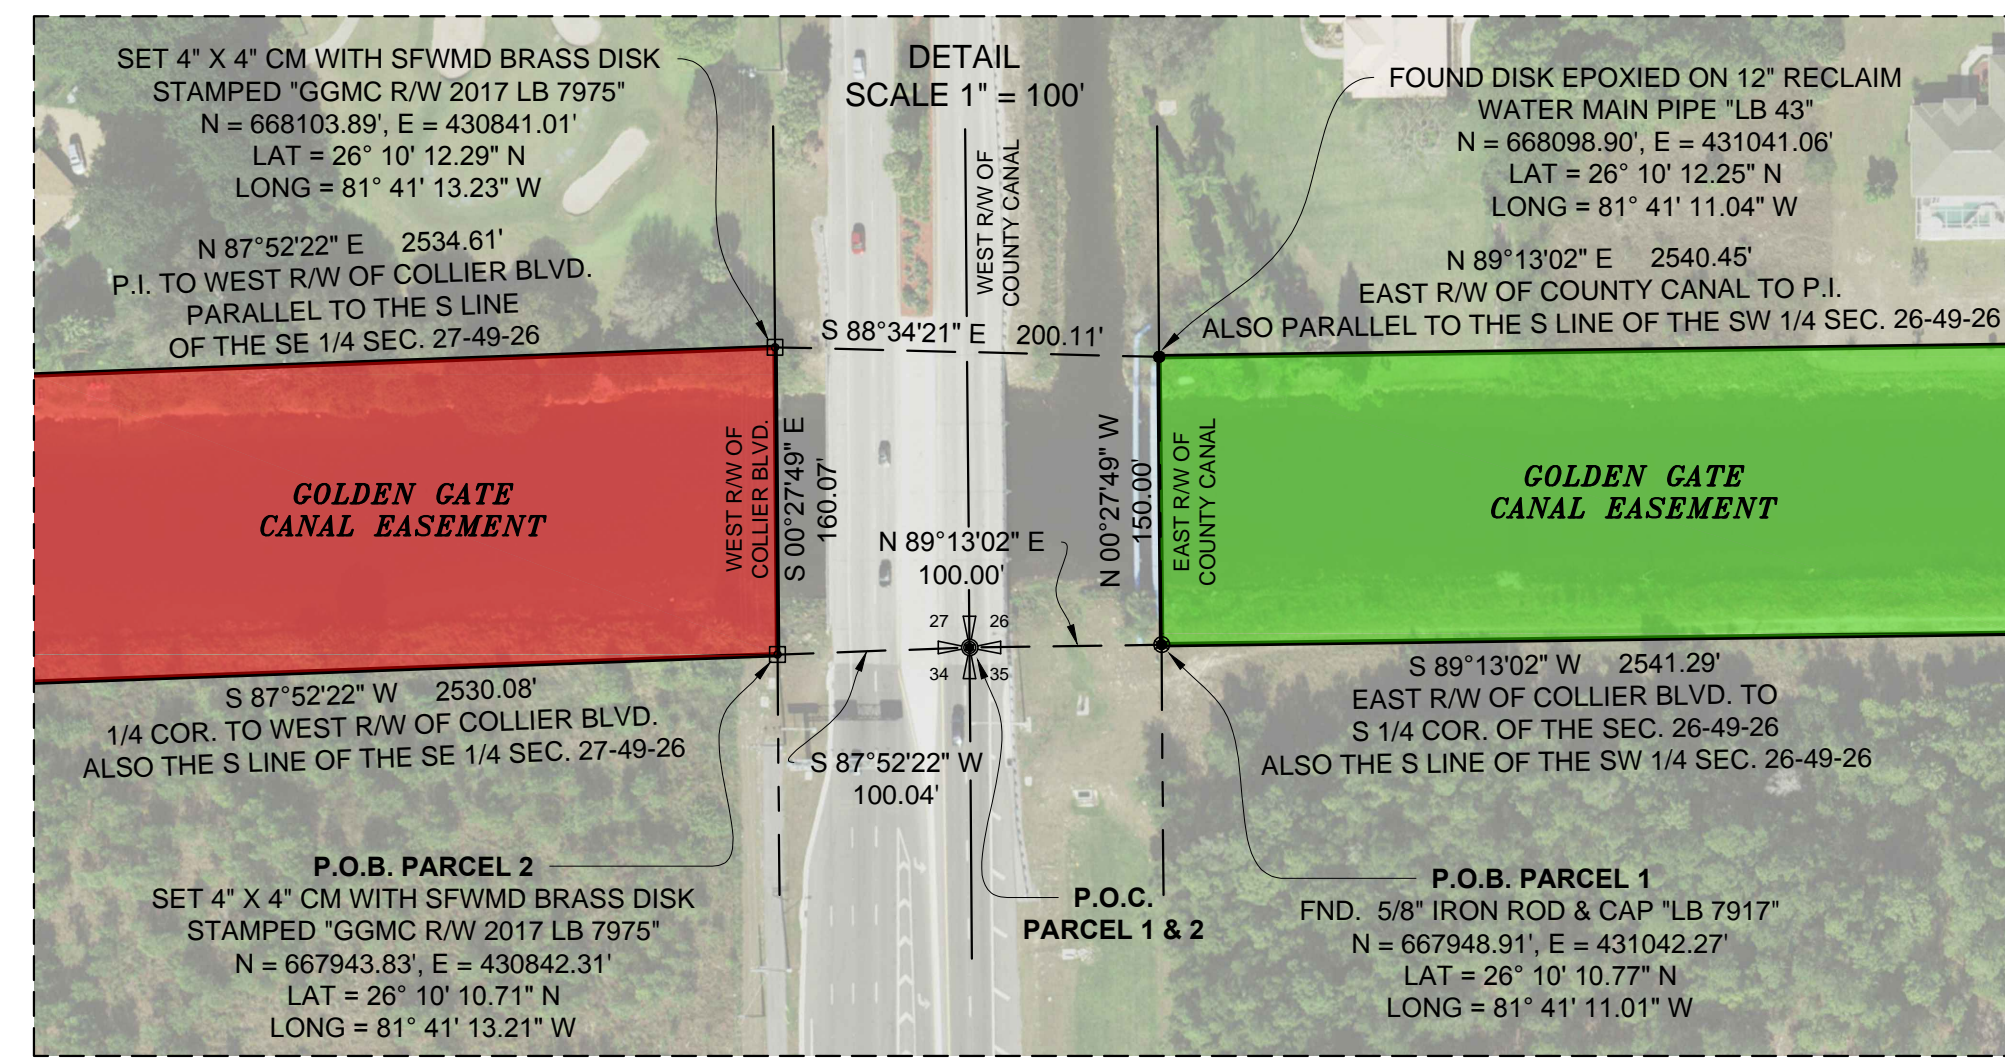 DETAIL
SCALE 1" = 100'
SET 4" X 4" CM WITH SFWMD BRASS DISK
STAMPED "GGMC R/W 2017 LB 7975"
N = 668103.89', E = 430841.01'
LAT = 26° 10' 12.29" N
LONG = 81° 41' 13.23" W
N 87°52'22" E 2534.61'
P.I. TO WEST R/W OF COLLIER BLVD.
PARALLEL TO THE S LINE
OF THE SE 1/4 SEC. 27-49-26
FOUND DISK EPOXIED ON 12" RECLAIM
WATER MAIN PIPE "LB 43"
N = 668098.90', E = 431041.06'
LAT = 26° 10' 12.25" N
LONG = 81° 41' 11.04" W
N 89°13'02" E 2540.45'
EAST R/W OF COUNTY CANAL TO P.I.
ALSO PARALLEL TO THE S LINE OF THE SW 1/4 SEC. 26-49-26
WEST R/W OF
COUNTY CANAL
S 88°34'21" E 200.11'
GOLDEN GATE
CANAL EASEMENT
WEST R/W OF
COLLIER BLVD.
S 00°27'49" E
160.07'
N 89°13'02" E
100.00'
N 00°27'49" W
150.00'
EAST R/W OF
COUNTY CANAL
GOLDEN GATE
CANAL EASEMENT
27 26
34 35
S 87°52'22" W 2530.08'
1/4 COR. TO WEST R/W OF COLLIER BLVD.
ALSO THE S LINE OF THE SE 1/4 SEC. 27-49-26
S 87°52'22" W
100.04'
S 89°13'02" W 2541.29'
EAST R/W OF COLLIER BLVD. TO
S 1/4 COR. OF THE SEC. 26-49-26
ALSO THE S LINE OF THE SW 1/4 SEC. 26-49-26
P.O.B. PARCEL 2
SET 4" X 4" CM WITH SFWMD BRASS DISK
STAMPED "GGMC R/W 2017 LB 7975"
N = 667943.83', E = 430842.31'
LAT = 26° 10' 10.71" N
LONG = 81° 41' 13.21" W
P.O.C.
PARCEL 1 & 2
P.O.B. PARCEL 1
FND. 5/8" IRON ROD & CAP "LB 7917"
N = 667948.91', E = 431042.27'
LAT = 26° 10' 10.77" N
LONG = 81° 41' 11.01" W